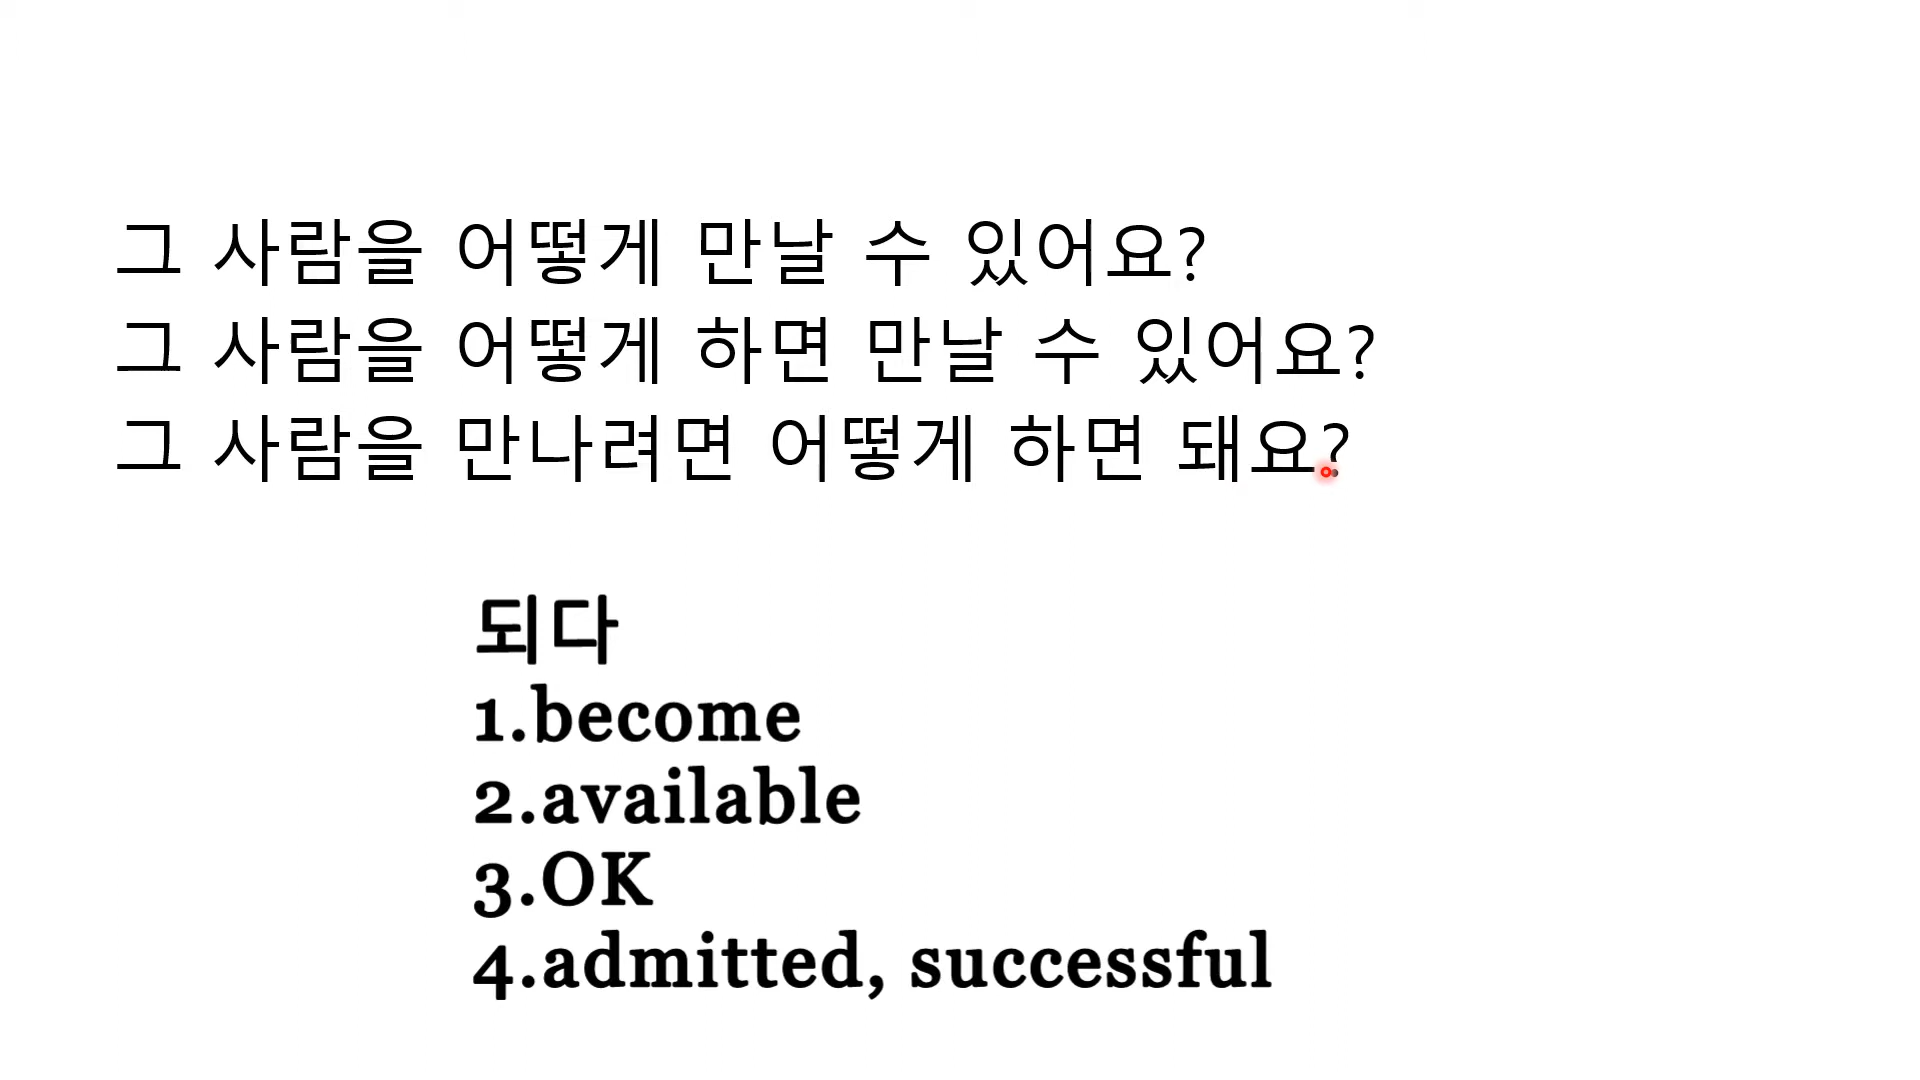 그 사람을 어떻게 만날 수 있어요?
그 사람을 어떻게 하면 만날 수 있어요?
그 사람을 만나려면 어떻게 하면 돼요?
되다
1.become
2.available
3.OK
4.admitted, successful